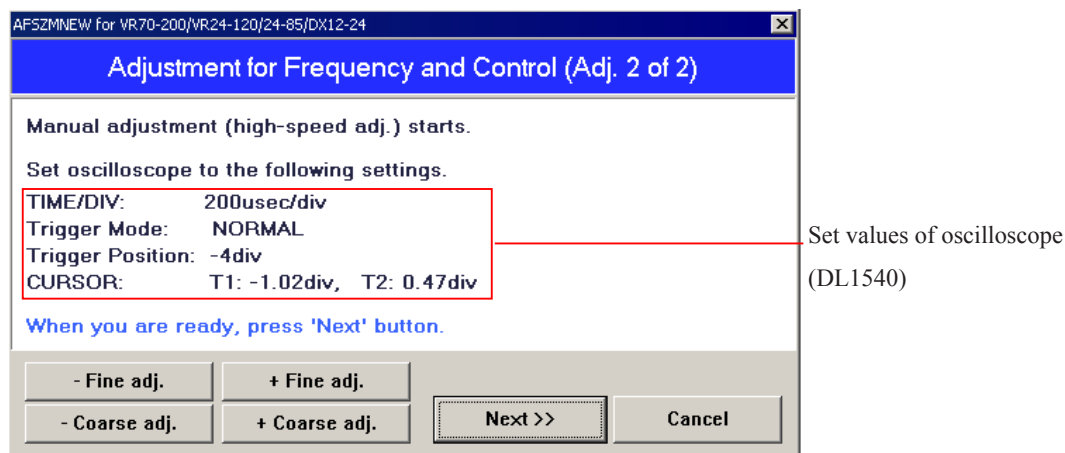 AFSZMNEW for VR70-200/VR24-120/24-85/DX12-24
Adjustment for Frequency and Control (Adj. 2 of 2)
Manual adjustment (high-speed adj.) starts.
Set oscilloscope to the following settings.
TIME/DIV: 200usec/div
Trigger Mode: NORMAL
Trigger Position: -4div
CURSOR: T1: -1.02div, T2: 0.47div
Set values of oscilloscope
(DL1540)
When you are ready, press 'Next' button.
- Fine adj. + Fine adj.
- Coarse adj. + Coarse adj. Next >> Cancel